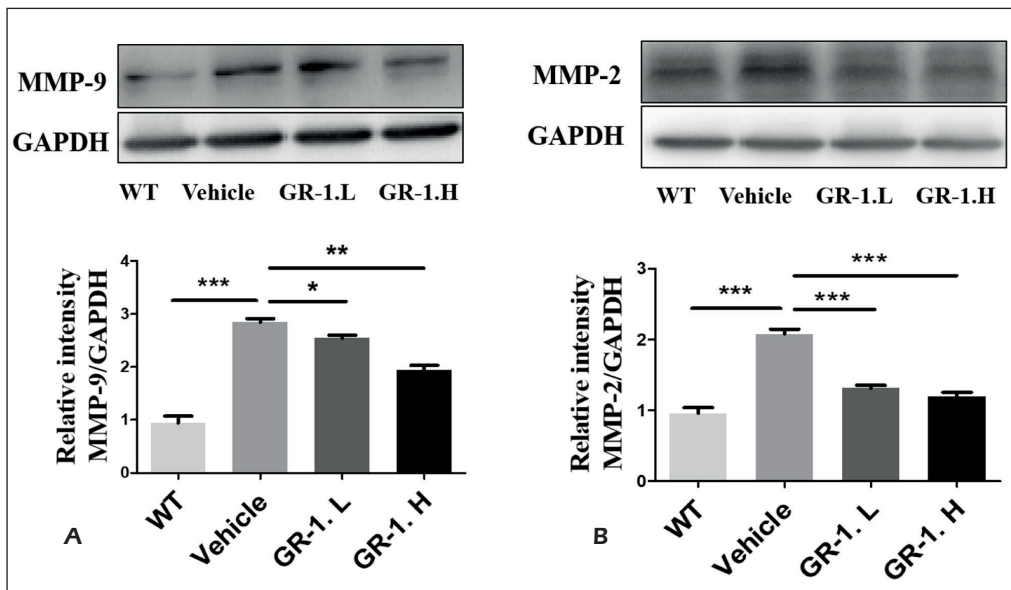 MMP-9
GAPDH
WT Vehicle GR-1.L GR-1.H
***
**
*
Relative intensity
MMP-9/GAPDH
4
3
2
1
0
WT
Vehicle
GR-1. L
GR-1. H
A
MMP-2
GAPDH
WT Vehicle GR-1.L GR-1.H
***
***
***
Relative intensity
MMP-2/GAPDH
3
2
1
0
WT
Vehicle
GR-1. L
GR-1. H
B